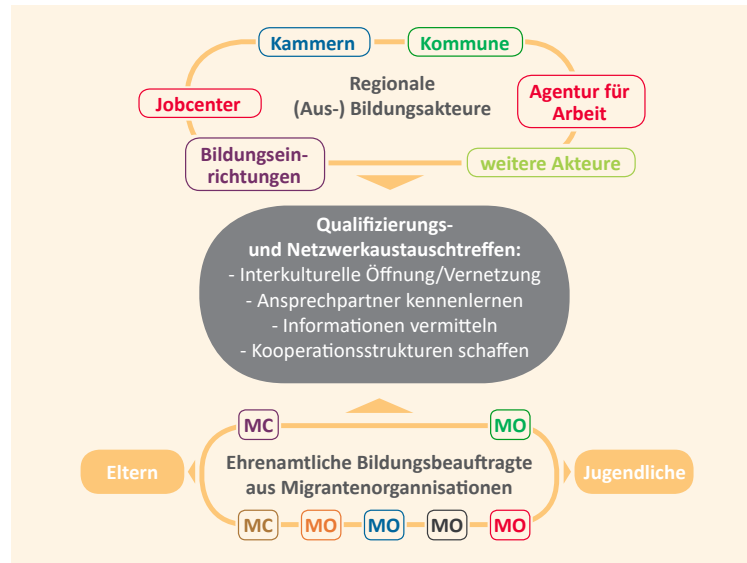 Kammern
Kommune
Regionale
(Aus-) Bildungsakteure
Jobcenter
Agentur für
Arbeit
Bildungsein-
richtungen
weitere Akteure
Qualifizierungs-
und Netzwerkaustauschtreffen:
- Interkulturelle Öffnung/Vernetzung
- Ansprechpartner kennenlernen
- Informationen vermitteln
- Kooperationsstrukturen schaffen
MC
MO
Eltern
Ehrenamtliche Bildungsbeauftragte
aus Migrantenorgannisationen
Jugendliche
MC
MO
MO
MO
MO